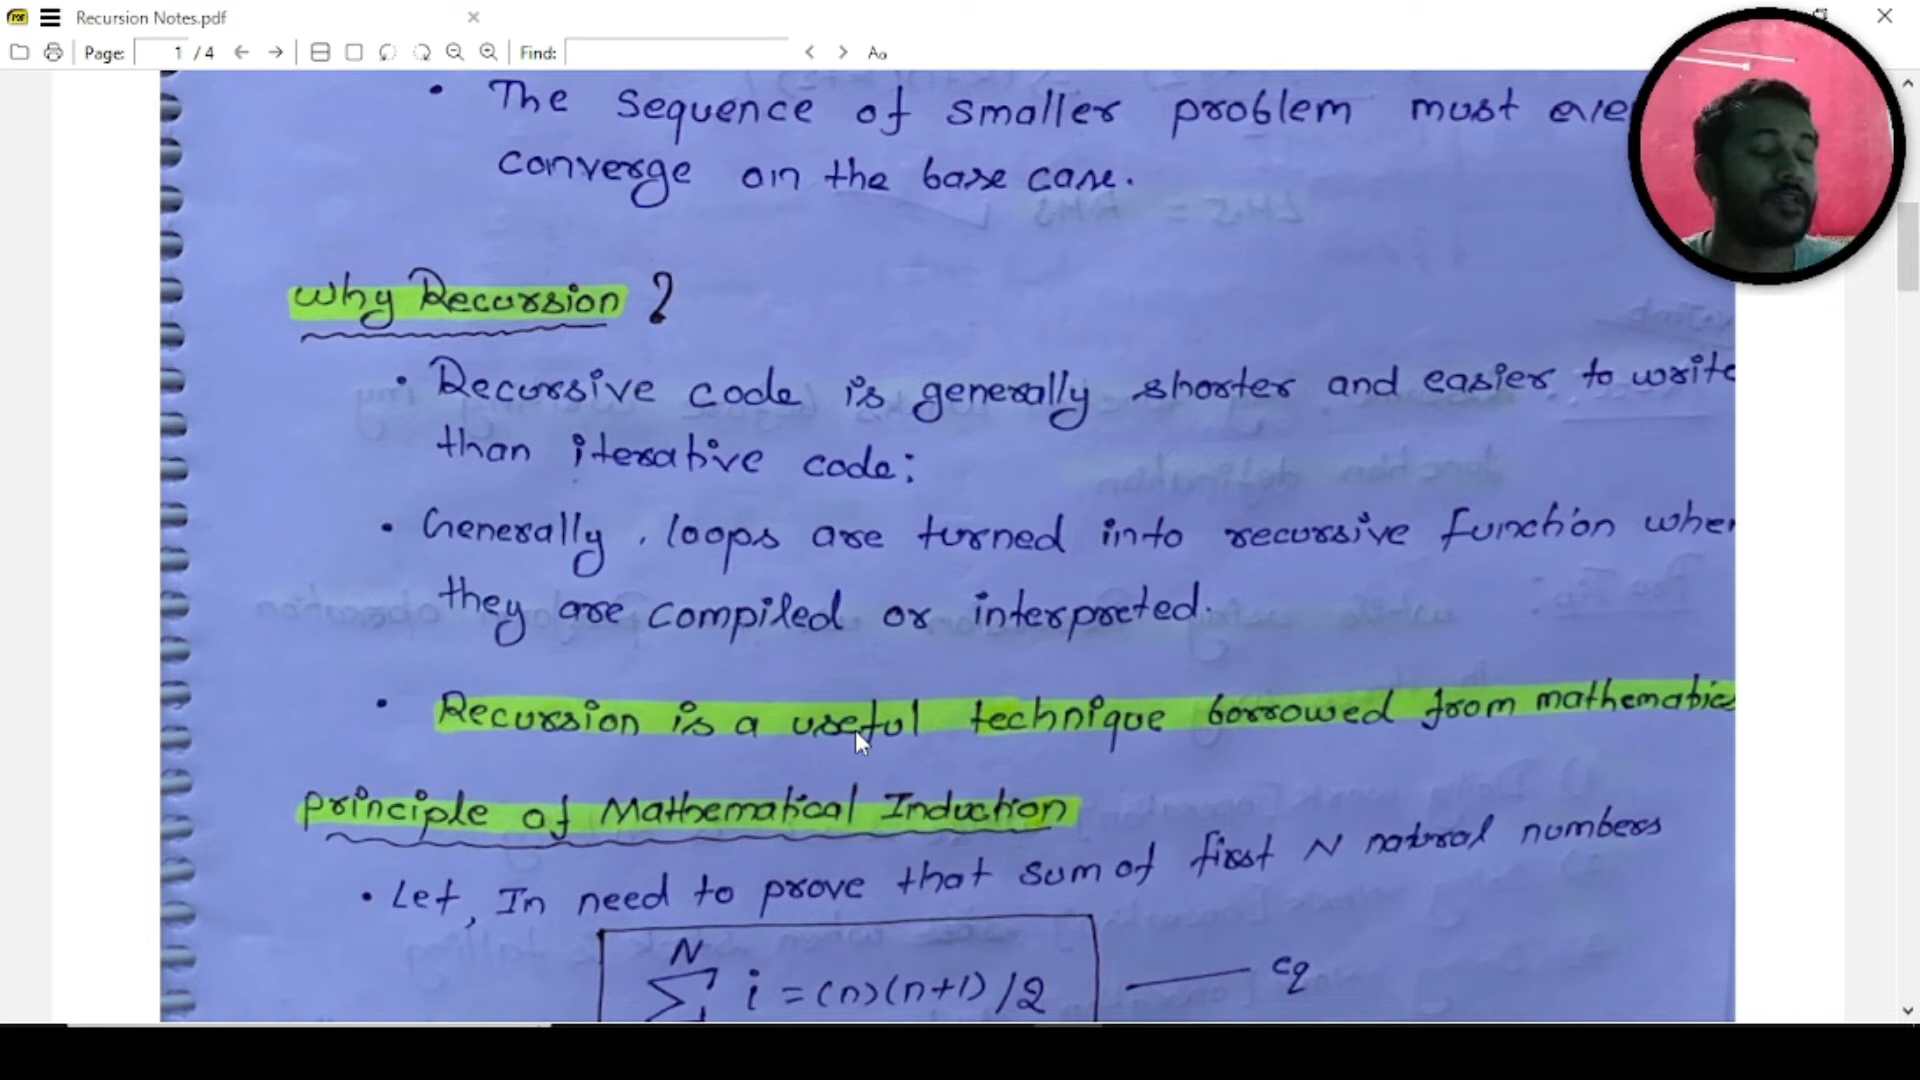 Recursion Notes.pdf
Page: 1 / 4 Find: Aa
• The sequence of smaller problem must
converge on the base case.
Why Recursion ?
• Recursive code is generally shorter and easier to write
than iterative code;
• Generally, loops are turned into recursive function when
they are compiled or interpreted.
• Recursion is a useful technique borrowed from mathematics
Principle of Mathematical Induction
• Let, In need to prove that sum of first N natural numbers
N
∑ i = (n)(n+1)/2 —— eq